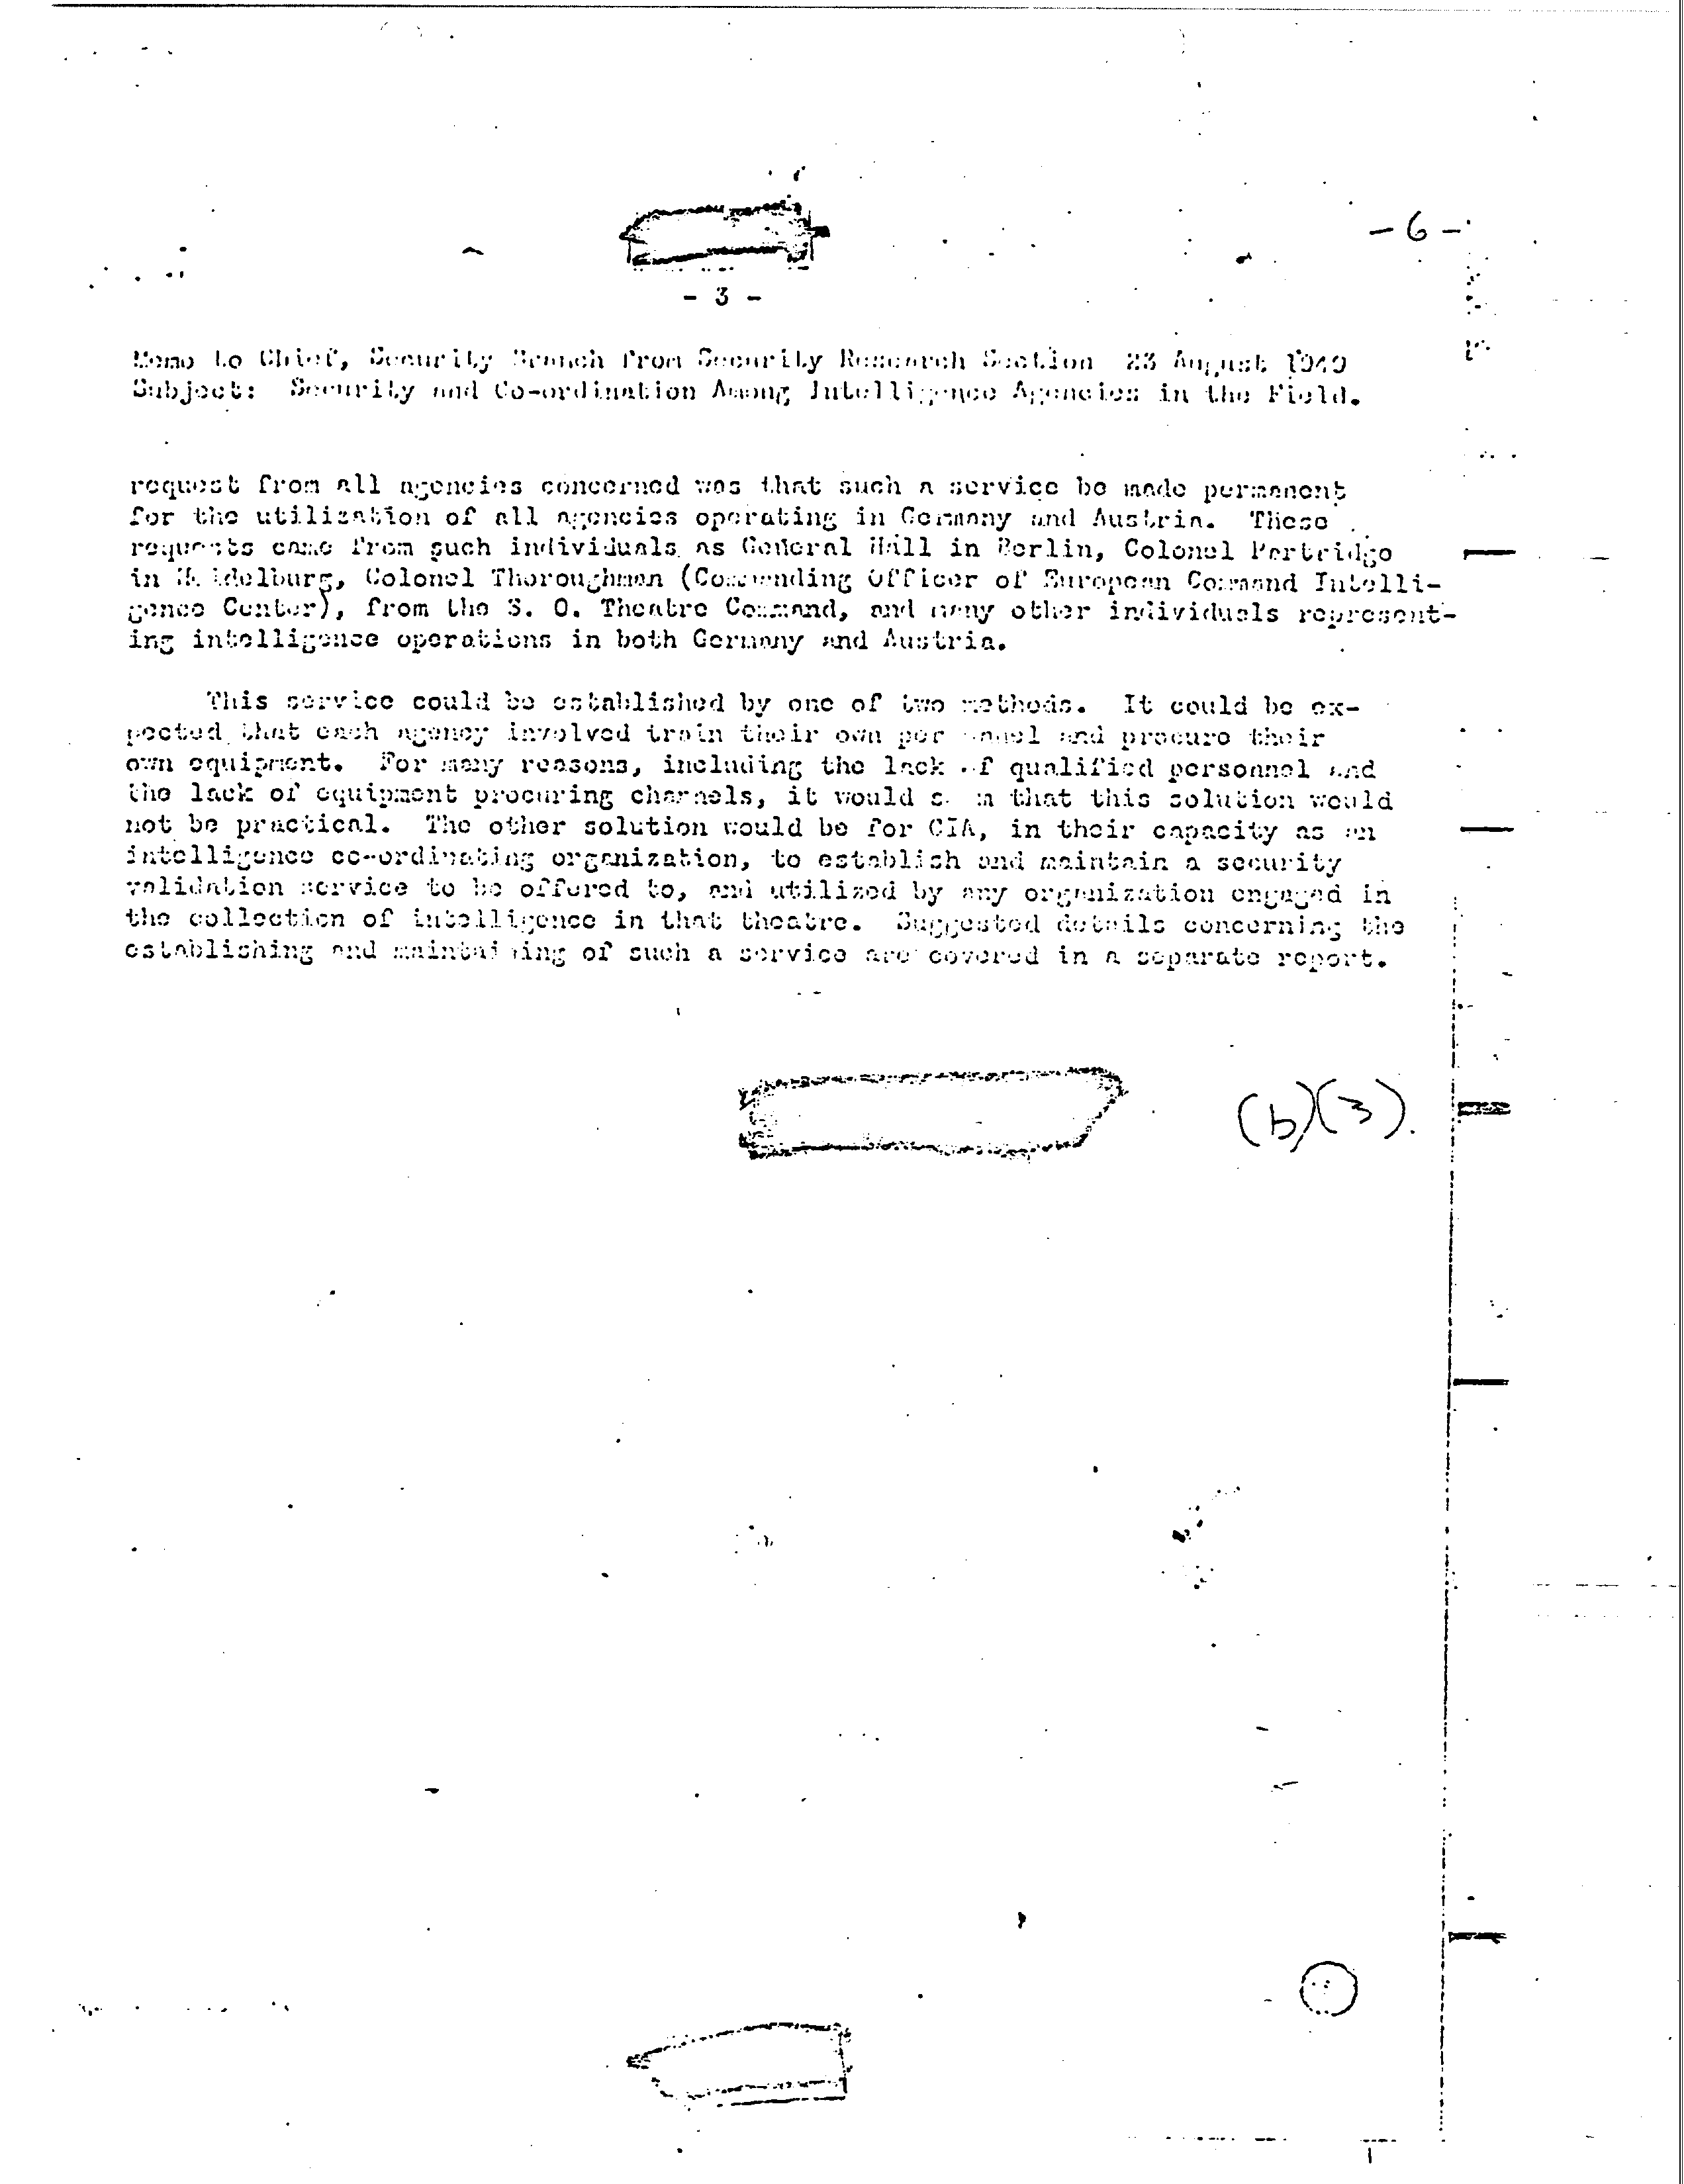 - 6 -
- 3 -
Memo to Chief, Security Branch from Security Research Section 23 August 1949
Subject: Security and Co-ordination Among Intelligence Agencies in the Field.
request from all agencies concerned was that such a service be made permanent
for the utilization of all agencies operating in Germany and Austria. These
requests came from such individuals as General Hall in Berlin, Colonel Partridge
in Heidelburg, Colonel Thoroughman (Commanding Officer of European Command Intelli-
gence Center), from the S. O. Theatre Command, and many other individuals represent-
ing intelligence operations in both Germany and Austria.
This service could be established by one of two methods. It could be ex-
pected that each agency involved train their own personnel and procure their
own equipment. For many reasons, including the lack of qualified personnel and
the lack of equipment procuring channels, it would seem that this solution would
not be practical. The other solution would be for CIA, in their capacity as an
intelligence co-ordinating organization, to establish and maintain a security
validation service to be offered to, and utilized by any organization engaged in
the collection of intelligence in that theatre. Suggested details concerning the
establishing and maintaining of such a service are covered in a separate report.
(b)(3)